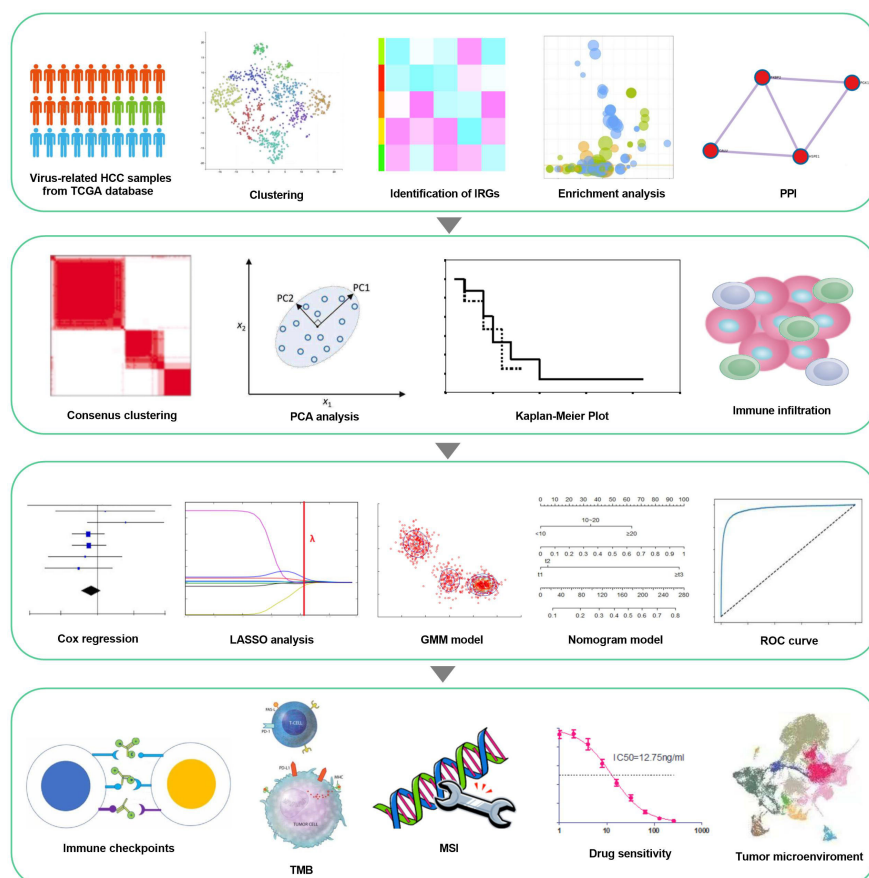 Virus-related HCC samples
from TCGA database
Clustering
Identification of IRGs
Enrichment analysis
PPI
PC2
PC1
x2
x1
Consenus clustering
PCA analysis
Kaplan-Meier Plot
Immune infiltration
λ
0 10 20 30 40 50 60 70 80 90 100
10~20
<10
≥20
0 0.1 0.2 0.3 0.4 0.5 0.6 0.7 0.8 0.9 1
t2
t1
≥t3
0 40 80 120 160 200 240 280
0.1 0.2 0.3 0.4 0.5 0.6 0.7 0.8
Cox regression
LASSO analysis
GMM model
Nomogram model
ROC curve
T CELL
PD-1
PD-L1
MHC
TUMOR CELL
IC50=12.75ng/ml
1
10
100
1000
Immune checkpoints
TMB
MSI
Drug sensitivity
Tumor microenviroment